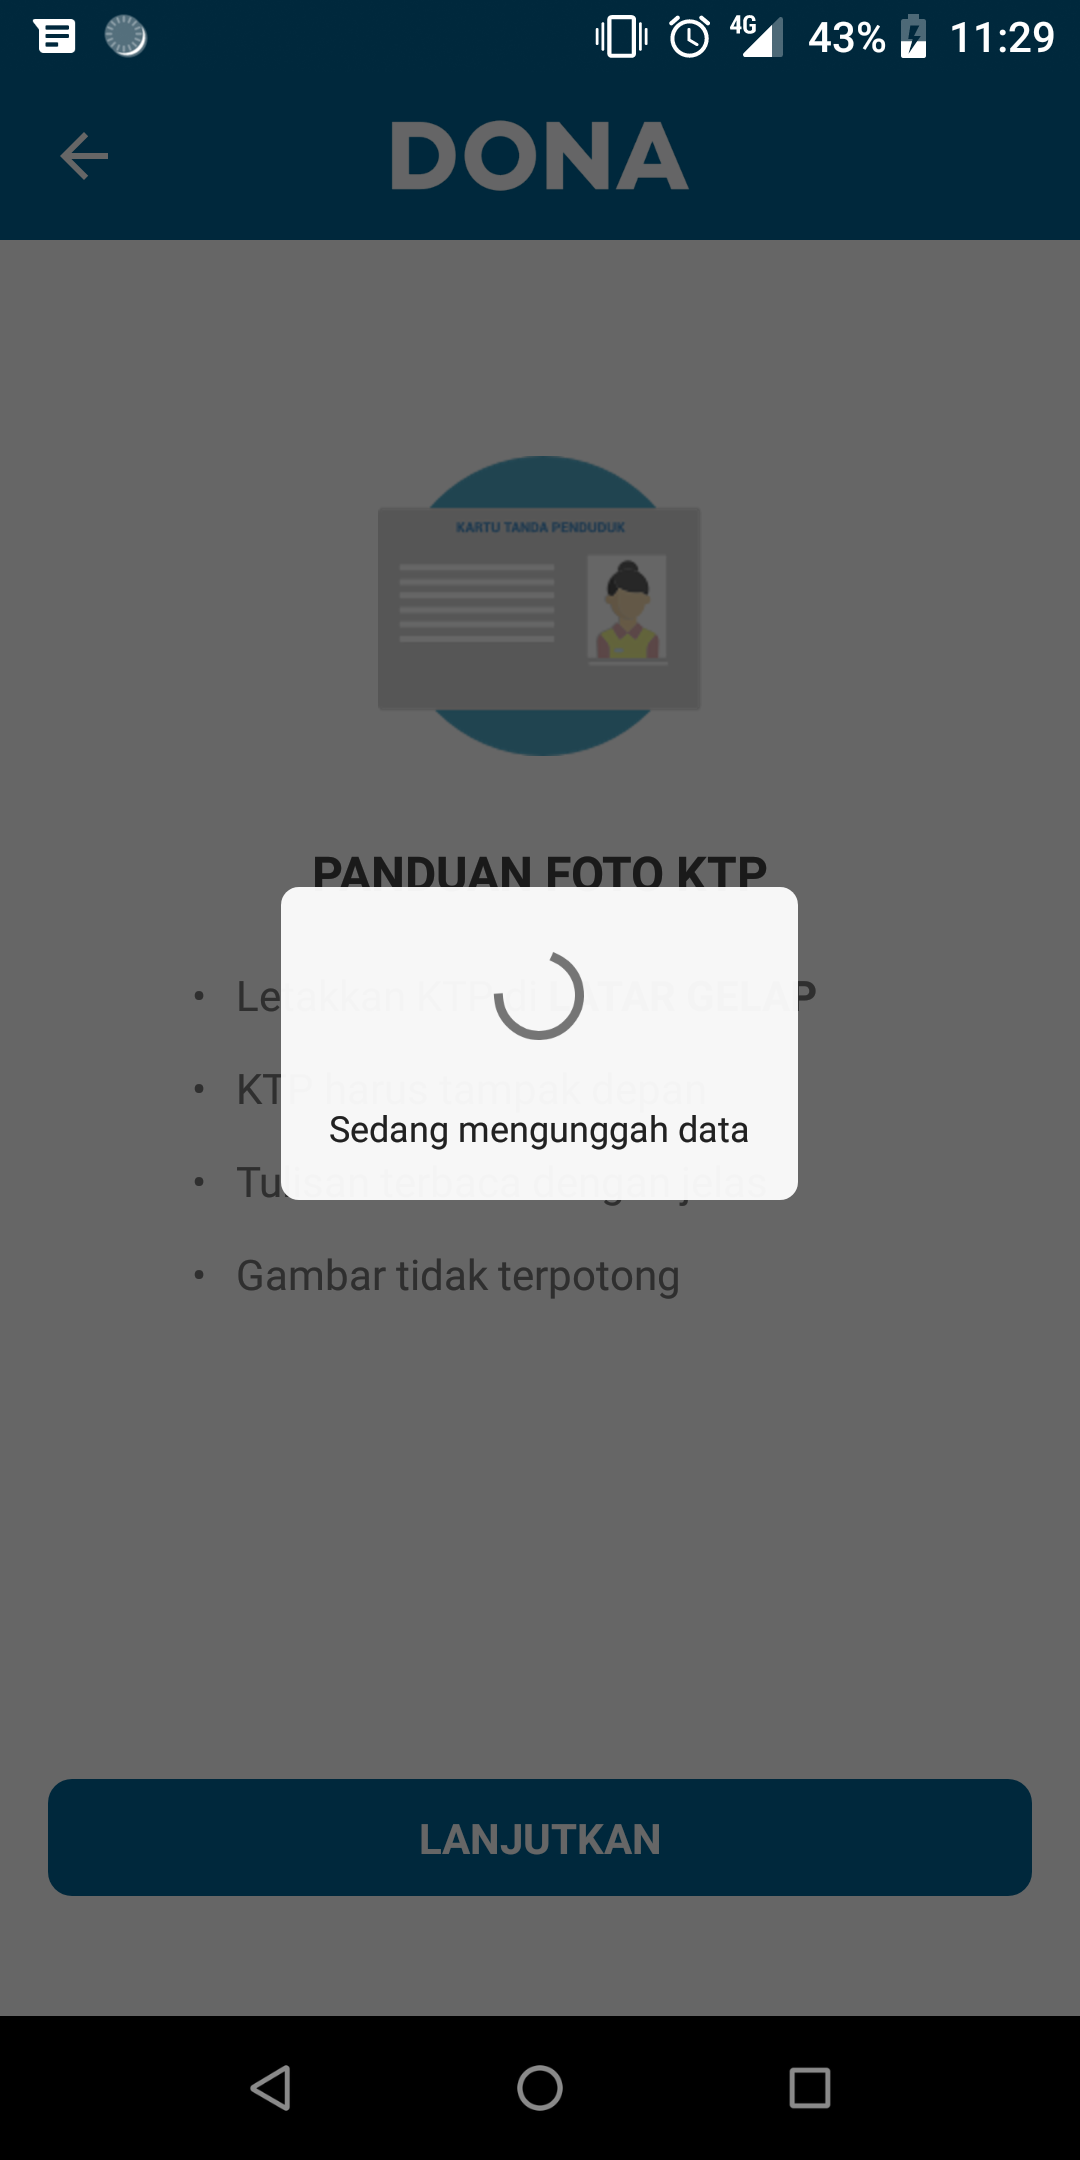 4G 43% 11:29
DONA
KARTU TANDA PENDUDUK
PANDUAN FOTO KTP
• Letakkan KTP di LATAR GELAP
• KTP harus tampak depan
Sedang mengunggah data
• Tulisan terbaca dengan jelas
• Gambar tidak terpotong
LANJUTKAN